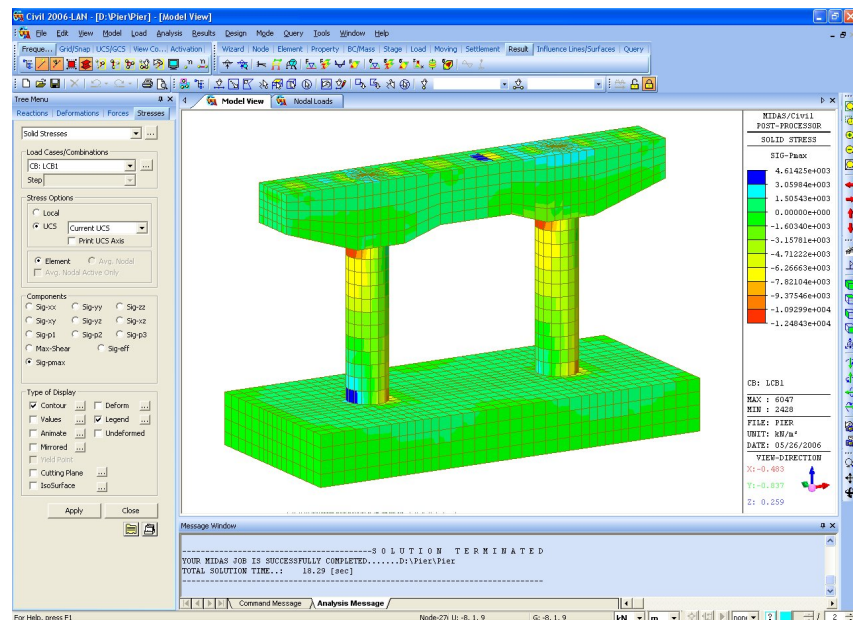 Civil 2006-LAN - [D:\Pier\Pier] - [Model View]
File Edit View Model Load Analysis Results Design Mode Query Tools Window Help
Freque... Grid/Snap UCS/GCS View Co... Activation Wizard Node Element Property BC/Mass Stage Load Moving Settlement Result Influence Lines/Surfaces Query
Tree Menu
Reactions Deformations Forces Stresses
Model View Nodal Loads
Solid Stresses
Load Cases/Combinations
CB: LCB1
Step
Stress Options
Local
UCS Current UCS
Print UCS Axis
Element Avg. Nodal
Avg. Nodal Active Only
Components
Sig-xx Sig-yy Sig-zz
Sig-xy Sig-yz Sig-xz
Sig-p1 Sig-p2 Sig-p3
Max-Shear Sig-eff
Sig-pmax
Type of Display
Contour ... Deform ...
Values ... Legend ...
Animate ... Undeformed
Mirrored ...
Yield Point
Cutting Plane ...
IsoSurface ...
Apply Close
MIDAS/Civil
POST-PROCESSOR
SOLID STRESS
SIG-Pmax
4.61425e+003
3.05984e+003
1.50543e+003
0.00000e+000
-1.60340e+003
-3.15781e+003
-4.71222e+003
-6.26663e+003
-7.82104e+003
-9.37546e+003
-1.09299e+004
-1.24843e+004
CB: LCB1
MAX : 6047
MIN : 2428
FILE: PIER
UNIT: kN/m²
DATE: 05/26/2006
VIEW-DIRECTION
X:-0.483
Y:-0.837
Z: 0.259
Message Window
SOLUTION TERMINATED
YOUR MIDAS JOB IS SUCCESSFULLY COMPLETED.......D:\Pier\Pier
TOTAL SOLUTION TIME..: 18.29 [sec]
Command Message Analysis Message
For Help, press F1 Node-27 U: -8, 1, 9 G: -8, 1, 9 kN m non 2